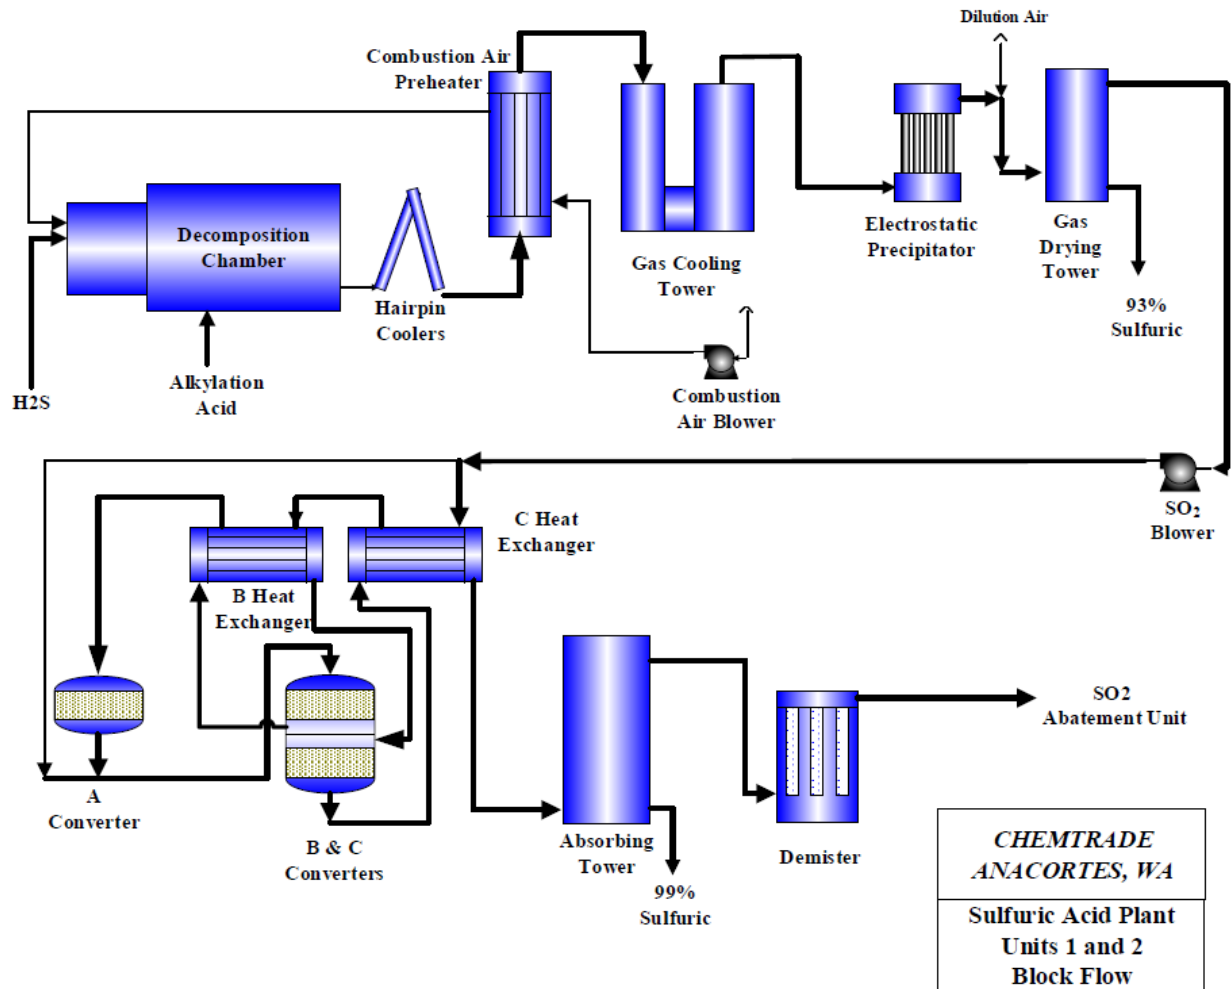 Dilution Air
Combustion Air
Preheater
Decomposition
Chamber
Hairpin
Coolers
Gas Cooling
Tower
Electrostatic
Precipitator
Gas
Drying
Tower
93%
Sulfuric
H2S
Alkylation
Acid
Combustion
Air Blower
SO₂
Blower
C Heat
Exchanger
B Heat
Exchanger
A
Converter
B & C
Converters
Absorbing
Tower
99%
Sulfuric
Demister
SO2
Abatement Unit
CHEMTRADE
ANACORTES, WA
Sulfuric Acid Plant
Units 1 and 2
Block Flow